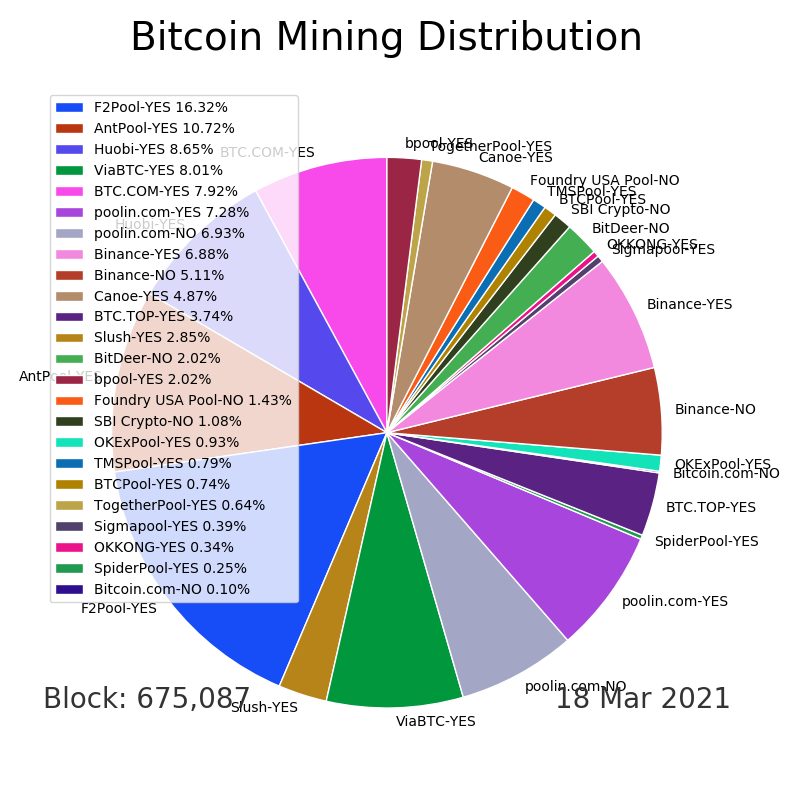 Bitcoin Mining Distribution
F2Pool-YES 16.32%
AntPool-YES 10.72%
Huobi-YES 8.65%
ViaBTC-YES 8.01%
BTC.COM-YES 7.92%
poolin.com-YES 7.28%
poolin.com-NO 6.93%
Binance-YES 6.88%
Binance-NO 5.11%
Canoe-YES 4.87%
BTC.TOP-YES 3.74%
Slush-YES 2.85%
BitDeer-NO 2.02%
bpool-YES 2.02%
Foundry USA Pool-NO 1.43%
SBI Crypto-NO 1.08%
OKExPool-YES 0.93%
TMSPool-YES 0.79%
BTCPool-YES 0.74%
TogetherPool-YES 0.64%
Sigmapool-YES 0.39%
OKKONG-YES 0.34%
SpiderPool-YES 0.25%
Bitcoin.com-NO 0.10%
bpool-YES
TogetherPool-YES
Canoe-YES
Foundry USA Pool-NO
TMSPool-YES
BTCPool-YES
SBI Crypto-NO
BitDeer-NO
OKKONG-YES
Sigmapool-YES
Binance-YES
Binance-NO
OKExPool-YES
Bitcoin.com-NO
BTC.TOP-YES
SpiderPool-YES
poolin.com-YES
poolin.com-NO
ViaBTC-YES
Slush-YES
F2Pool-YES
AntPool-YES
Huobi-YES
BTC.COM-YES
Block: 675,087
18 Mar 2021